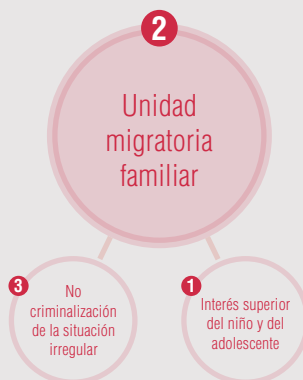 2
Unidad
migratoria
familiar
3
No
criminalización
de la situación
irregular
1
Interés superior
del niño y del
adolescente